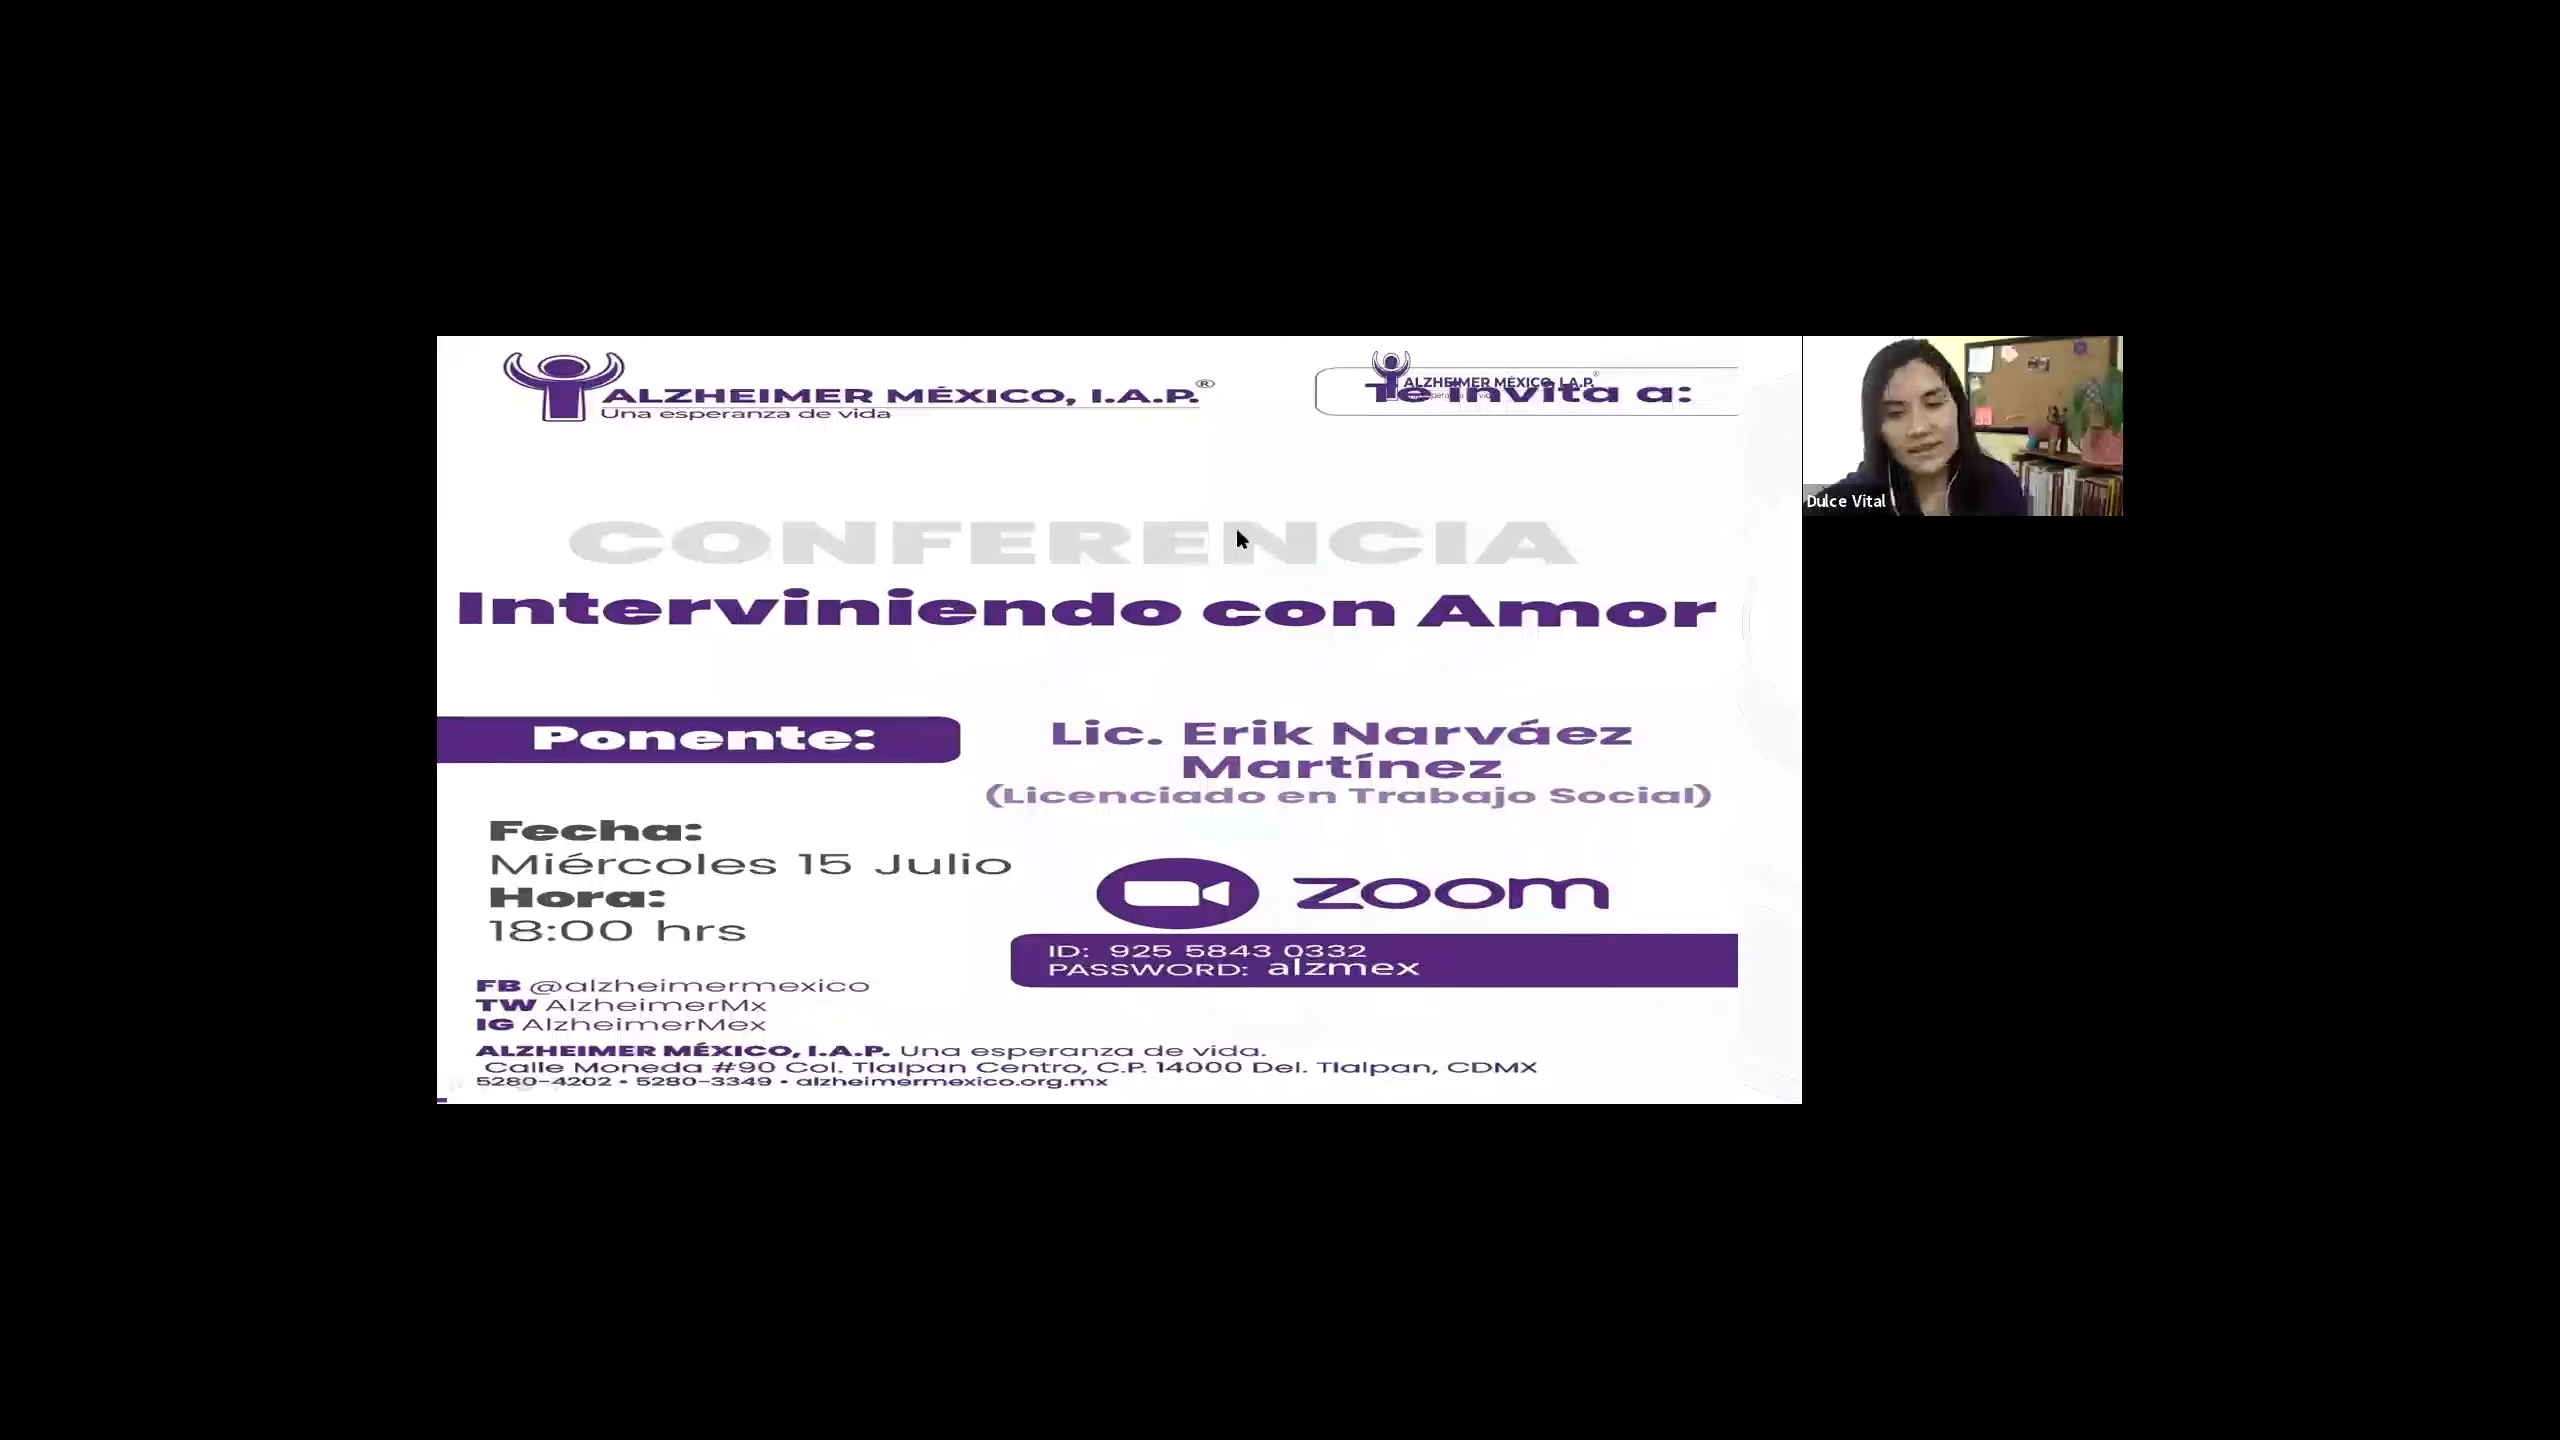 ALZHEIMER MÉXICO, I.A.P.®
Una esperanza de vida
Te invita a:
ALZHEIMER MÉXICO, I.A.P.®
CONFERENCIA
Interviniendo con Amor
Ponente:
Lic. Erik Narváez
Martínez
(Licenciado en Trabajo Social)
Fecha:
Miércoles 15 Julio
Hora:
18:00 hrs
zoom
ID: 925 5843 0332
PASSWORD: alzmex
FB @alzheimermexico
TW AlzheimerMx
IG AlzheimerMex
ALZHEIMER MÉXICO, I.A.P. Una esperanza de vida.
Calle Moneda #90 Col. Tlalpan Centro, C.P. 14000 Del. Tlalpan, CDMX
5280-4202 • 5280-3349 • alzheimermexico.org.mx
Dulce Vital